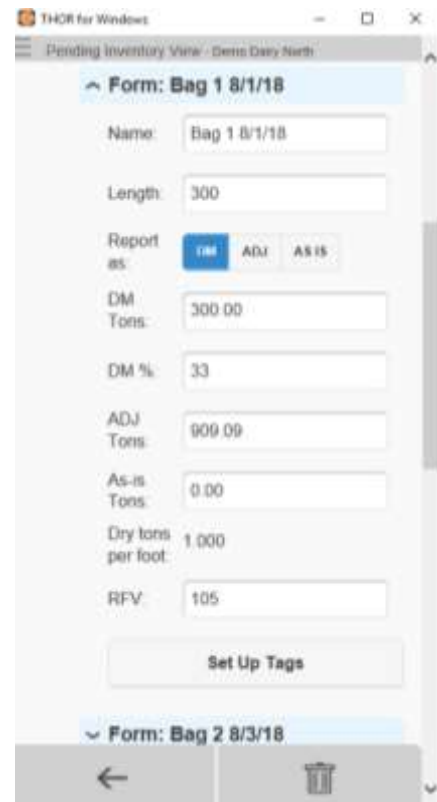 THOR for Windows
Pending Inventory View - Demo Dairy North
Form: Bag 1 8/1/18
Name: Bag 1 8/1/18
Length: 300
Report
as: DM ADJ AS IS
DM
Tons: 300.00
DM % 33
ADJ
Tons: 909.09
As-is
Tons: 0.00
Dry tons
per foot: 1.000
RFV: 105
Set Up Tags
Form: Bag 2 8/3/18